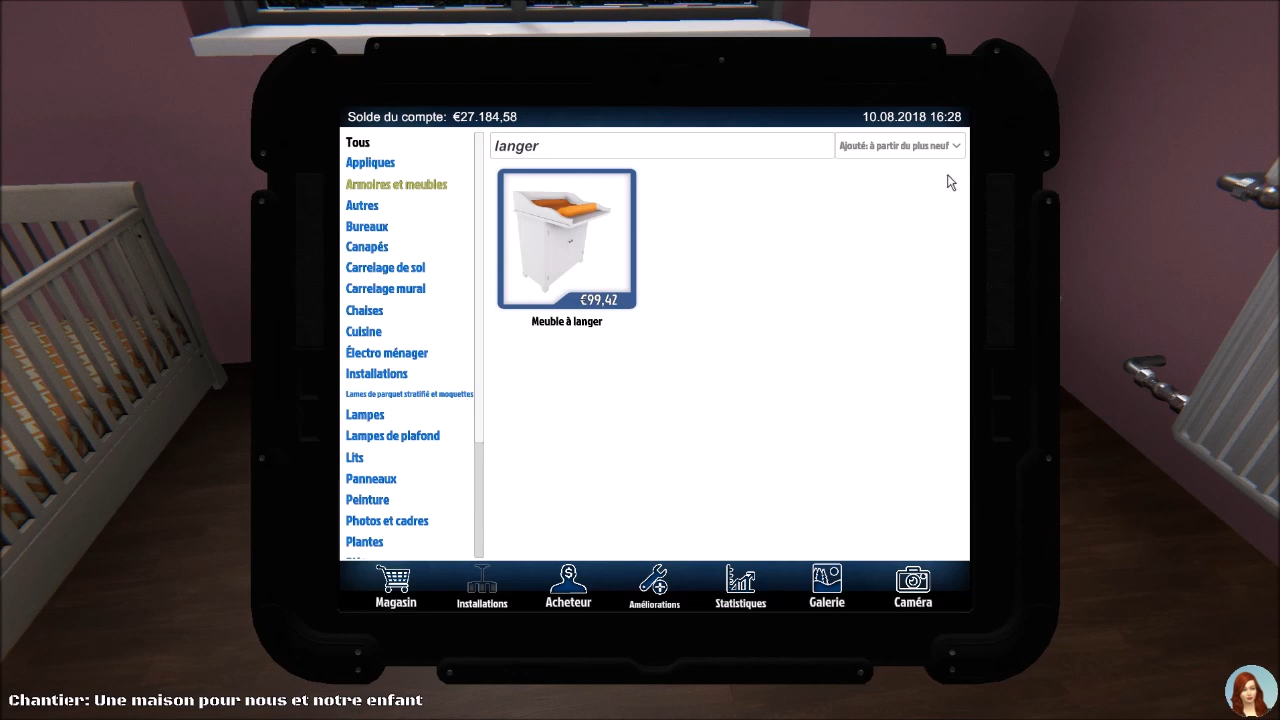 Solde du compte: €27.184,58
10.08.2018 16:28
Tous
Appliques
Armoires et meubles
Autres
Bureaux
Canapés
Carrelage de sol
Carrelage mural
Chaises
Cuisine
Électro ménager
Installations
Lames de parquet stratifié et moquettes
Lampes
Lampes de plafond
Lits
Panneaux
Peinture
Photos et cadres
Plantes
langer
Ajouté: à partir du plus neuf
€99,42
Meuble à langer
Magasin
Installations
Acheteur
Améliorations
Statistiques
Galerie
Caméra
Chantier: Une maison pour nous et notre enfant